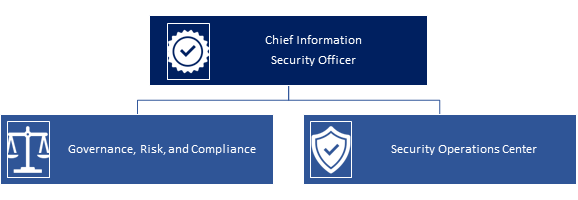 Chief Information
Security Officer
Governance, Risk, and Compliance
Security Operations Center